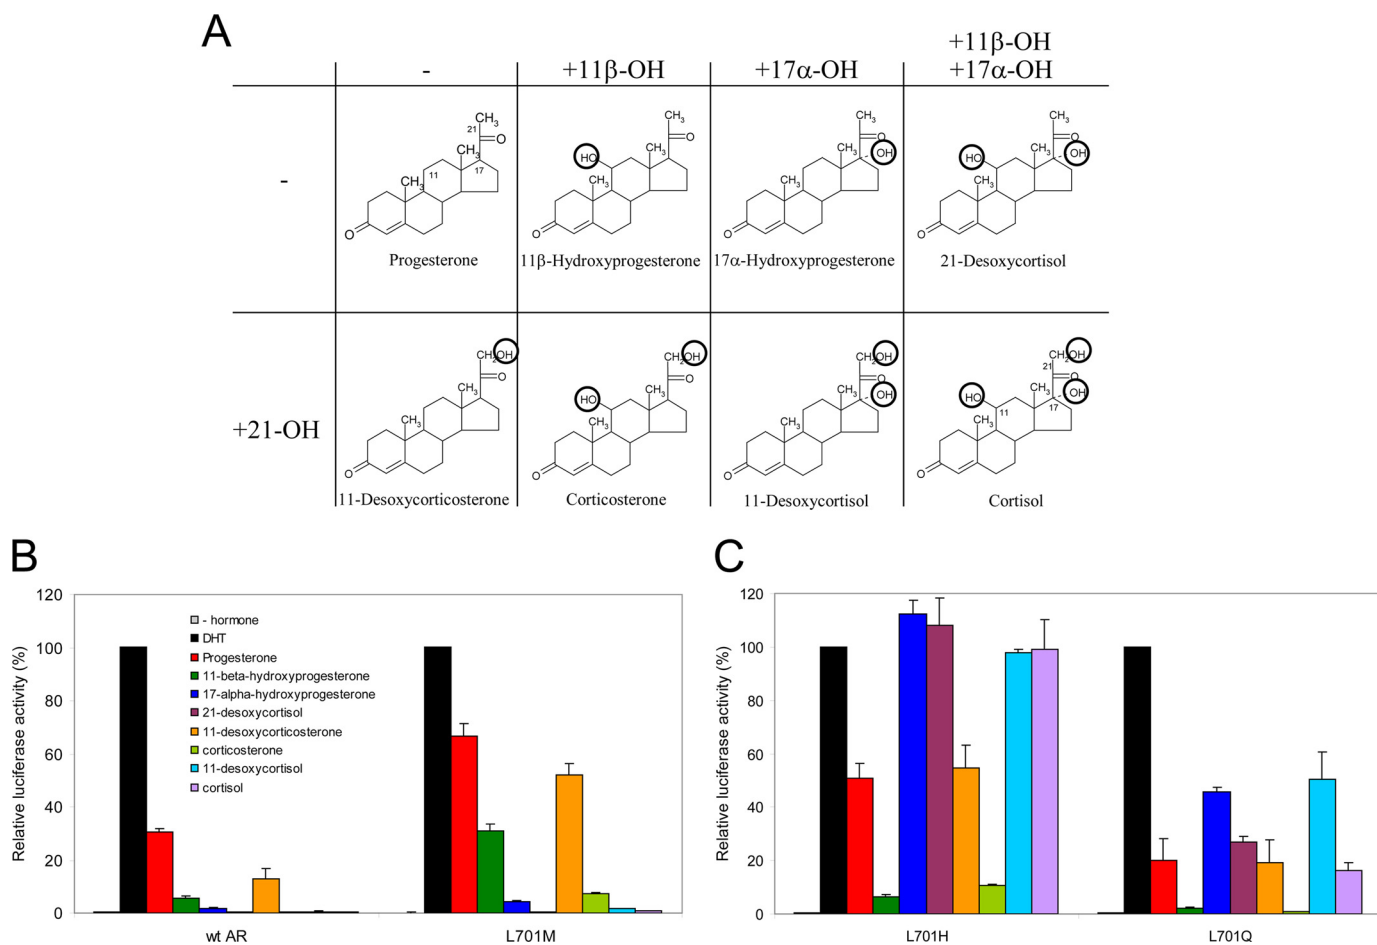 A
- +11β-OH +17α-OH +11β-OH
+17α-OH
-
CH3
21
O
CH3
17
11
CH3
O
Progesterone
CH3
O
HO
CH3
CH3
O
11β-Hydroxyprogesterone
CH3
O
CH3
OH
CH3
O
17α-Hydroxyprogesterone
CH3
O
HO
CH3
OH
CH3
O
21-Desoxycortisol
+21-OH
CH2OH
O
CH3
CH3
O
11-Desoxycorticosterone
CH2OH
O
HO
CH3
CH3
O
Corticosterone
CH2OH
O
CH3
OH
CH3
O
11-Desoxycortisol
CH2OH
21
O
HO
CH3
OH
11
17
CH3
O
Cortisol
B
Relative luciferase activity (%)
120
100
80
60
40
20
0
- hormone
DHT
Progesterone
11-beta-hydroxyprogesterone
17-alpha-hydroxyprogesterone
21-desoxycortisol
11-desoxycorticosterone
corticosterone
11-desoxycortisol
cortisol
wt AR L701M
C
Relative luciferase activity (%)
120
100
80
60
40
20
0
L701H L701Q